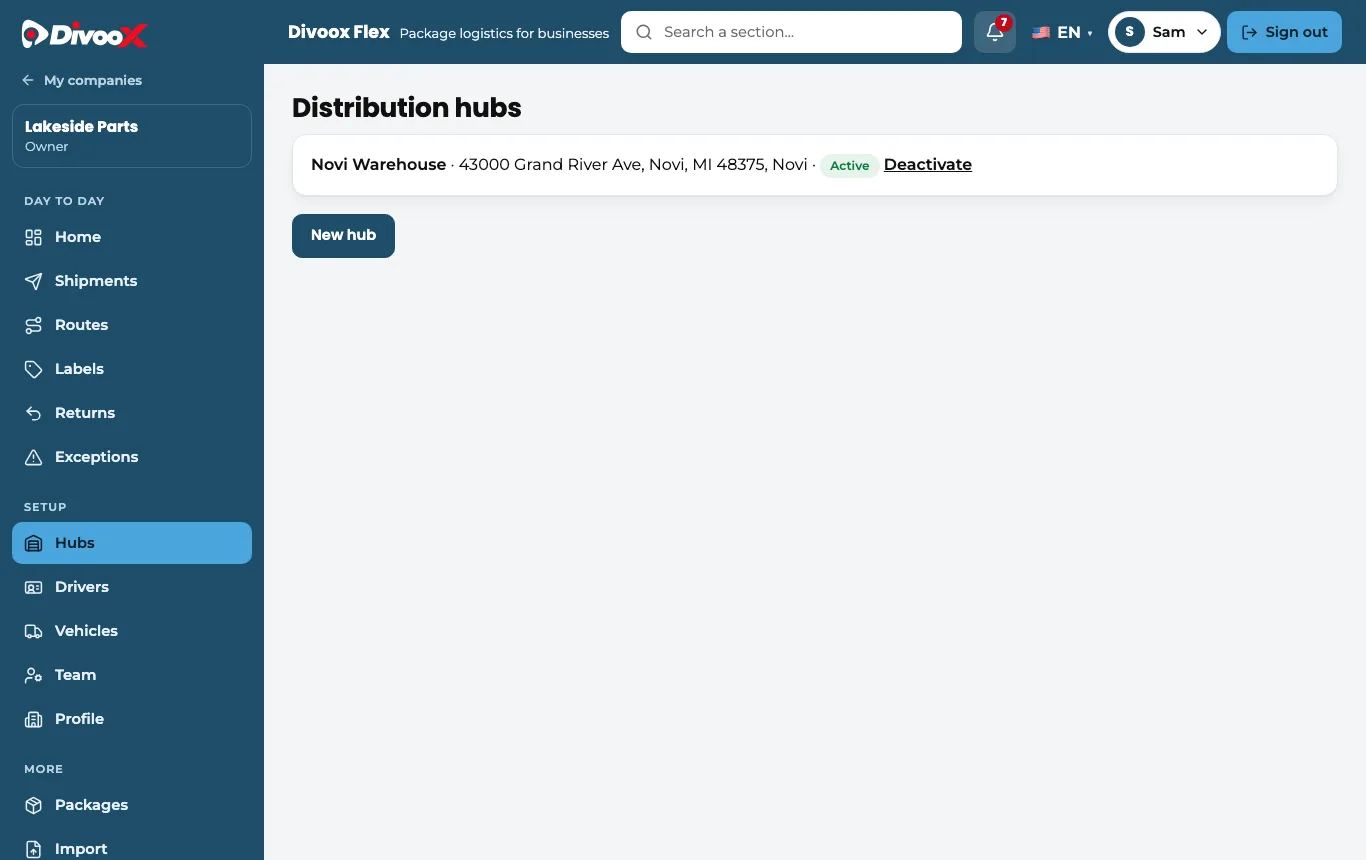 DivooX
Divoox Flex Package logistics for businesses
Search a section...
7
EN
S Sam
Sign out
My companies
Lakeside Parts
Owner
DAY TO DAY
Home
Shipments
Routes
Labels
Returns
Exceptions
SETUP
Hubs
Drivers
Vehicles
Team
Profile
MORE
Packages
Import
Distribution hubs
Novi Warehouse · 43000 Grand River Ave, Novi, MI 48375, Novi · Active Deactivate
New hub